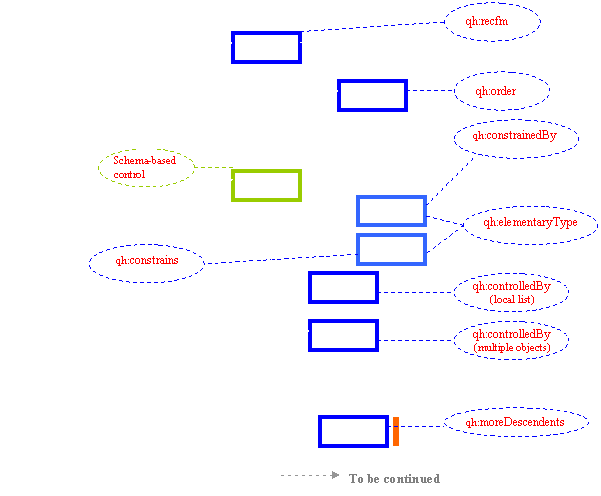 qh:recfm
qh:order
qh:constrainedBy
Schema-based
control
qh:elementaryType
qh:constrains
qh:controlledBy
(local list)
qh:controlledBy
(multiple objects)
qh:moreDescendents
To be continued